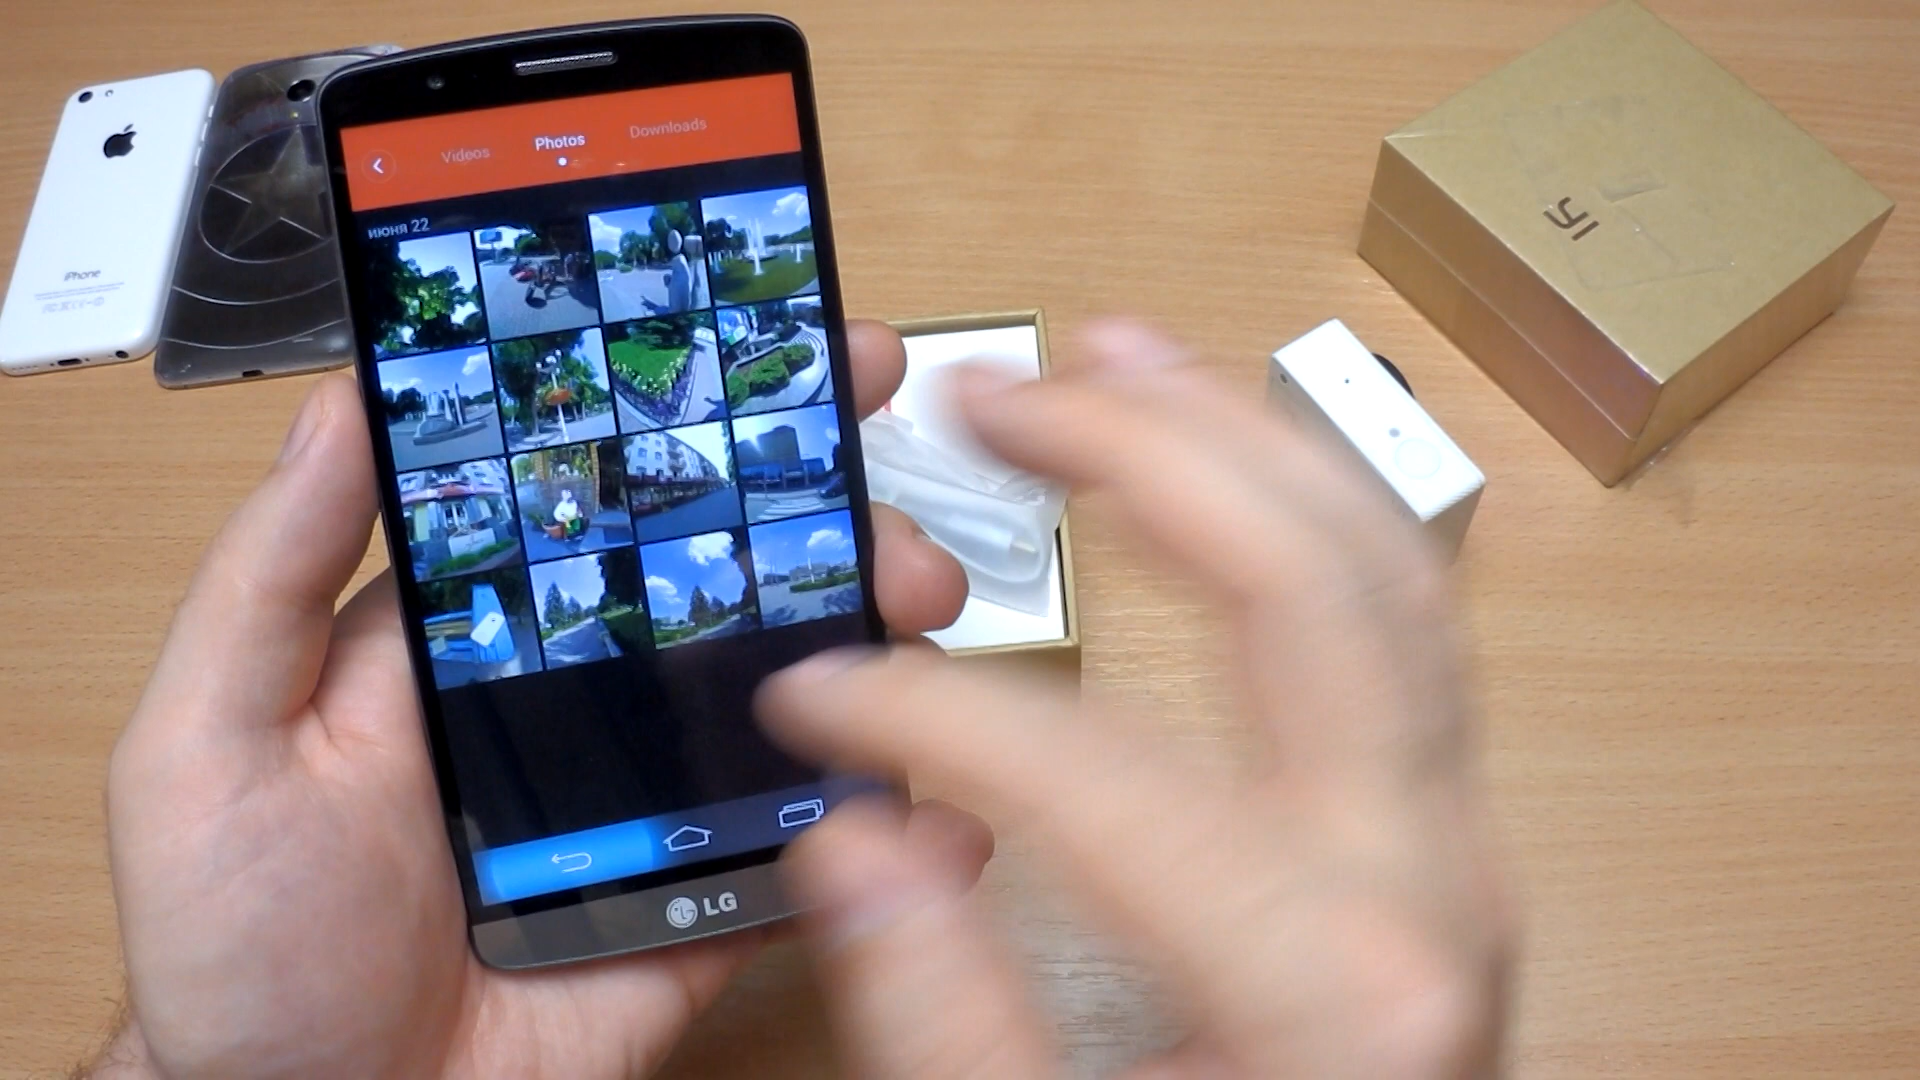 Videos
Photos
Downloads
июня 22
LG
iPhone
YI